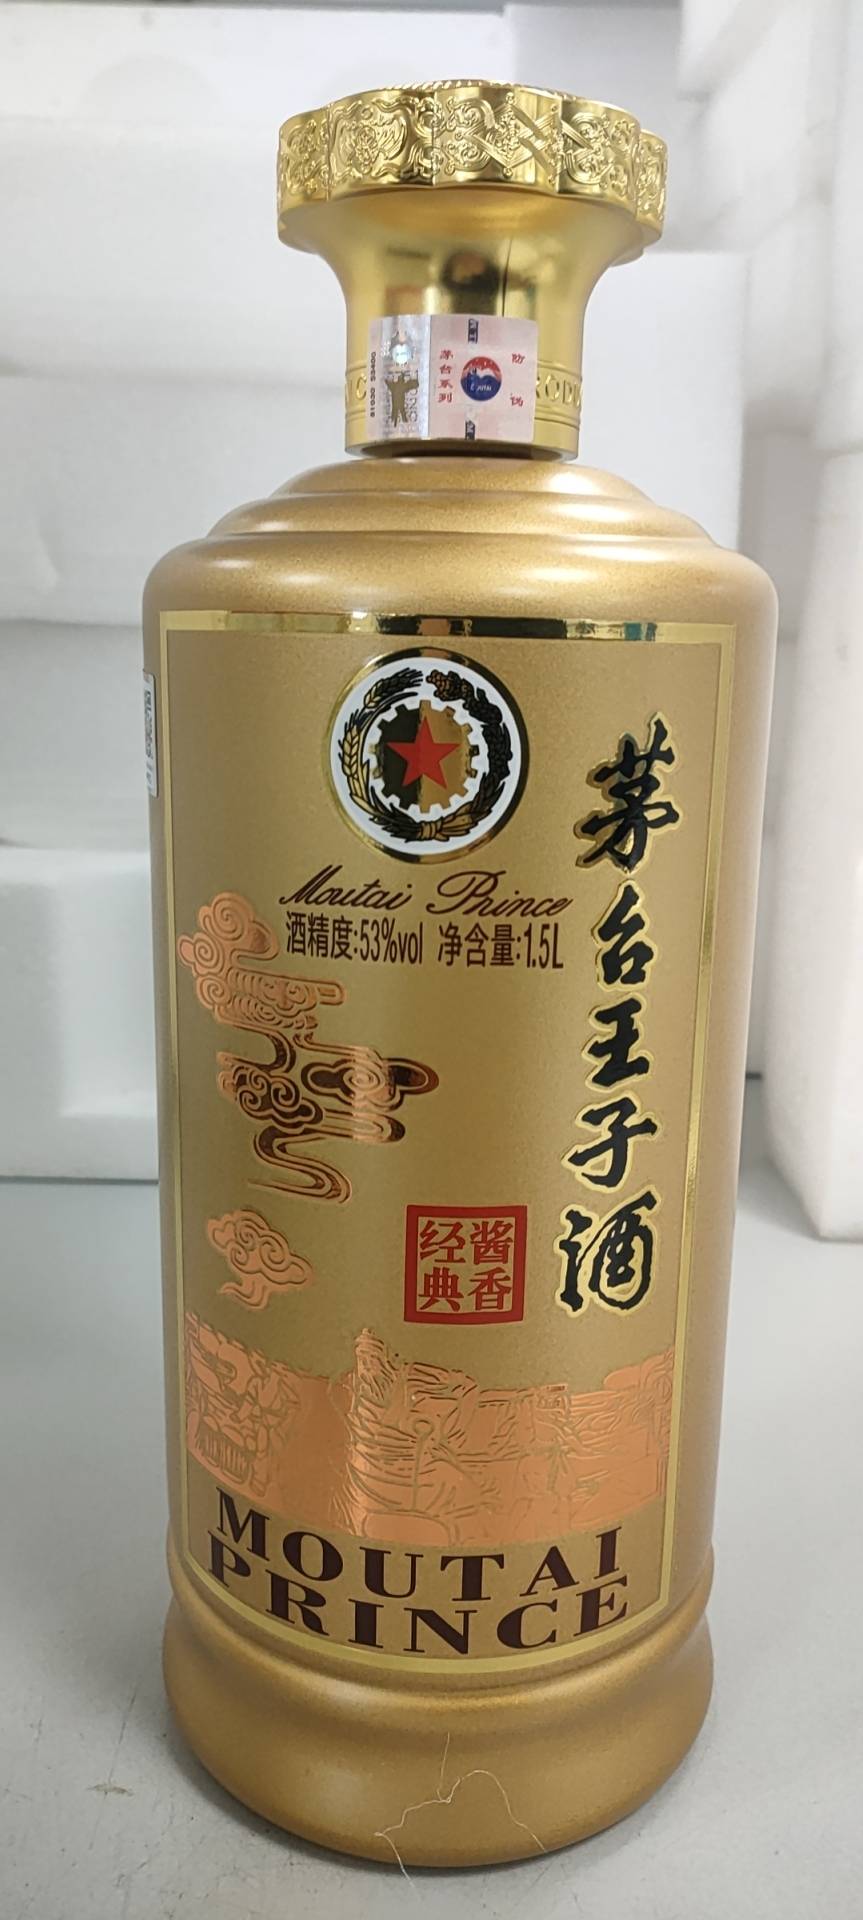 茅台系列
防伪
Moutai
Moutai Prince
酒精度:53%vol 净含量:1.5L
茅台王子酒
酱香
经典
MOUTAI
PRINCE